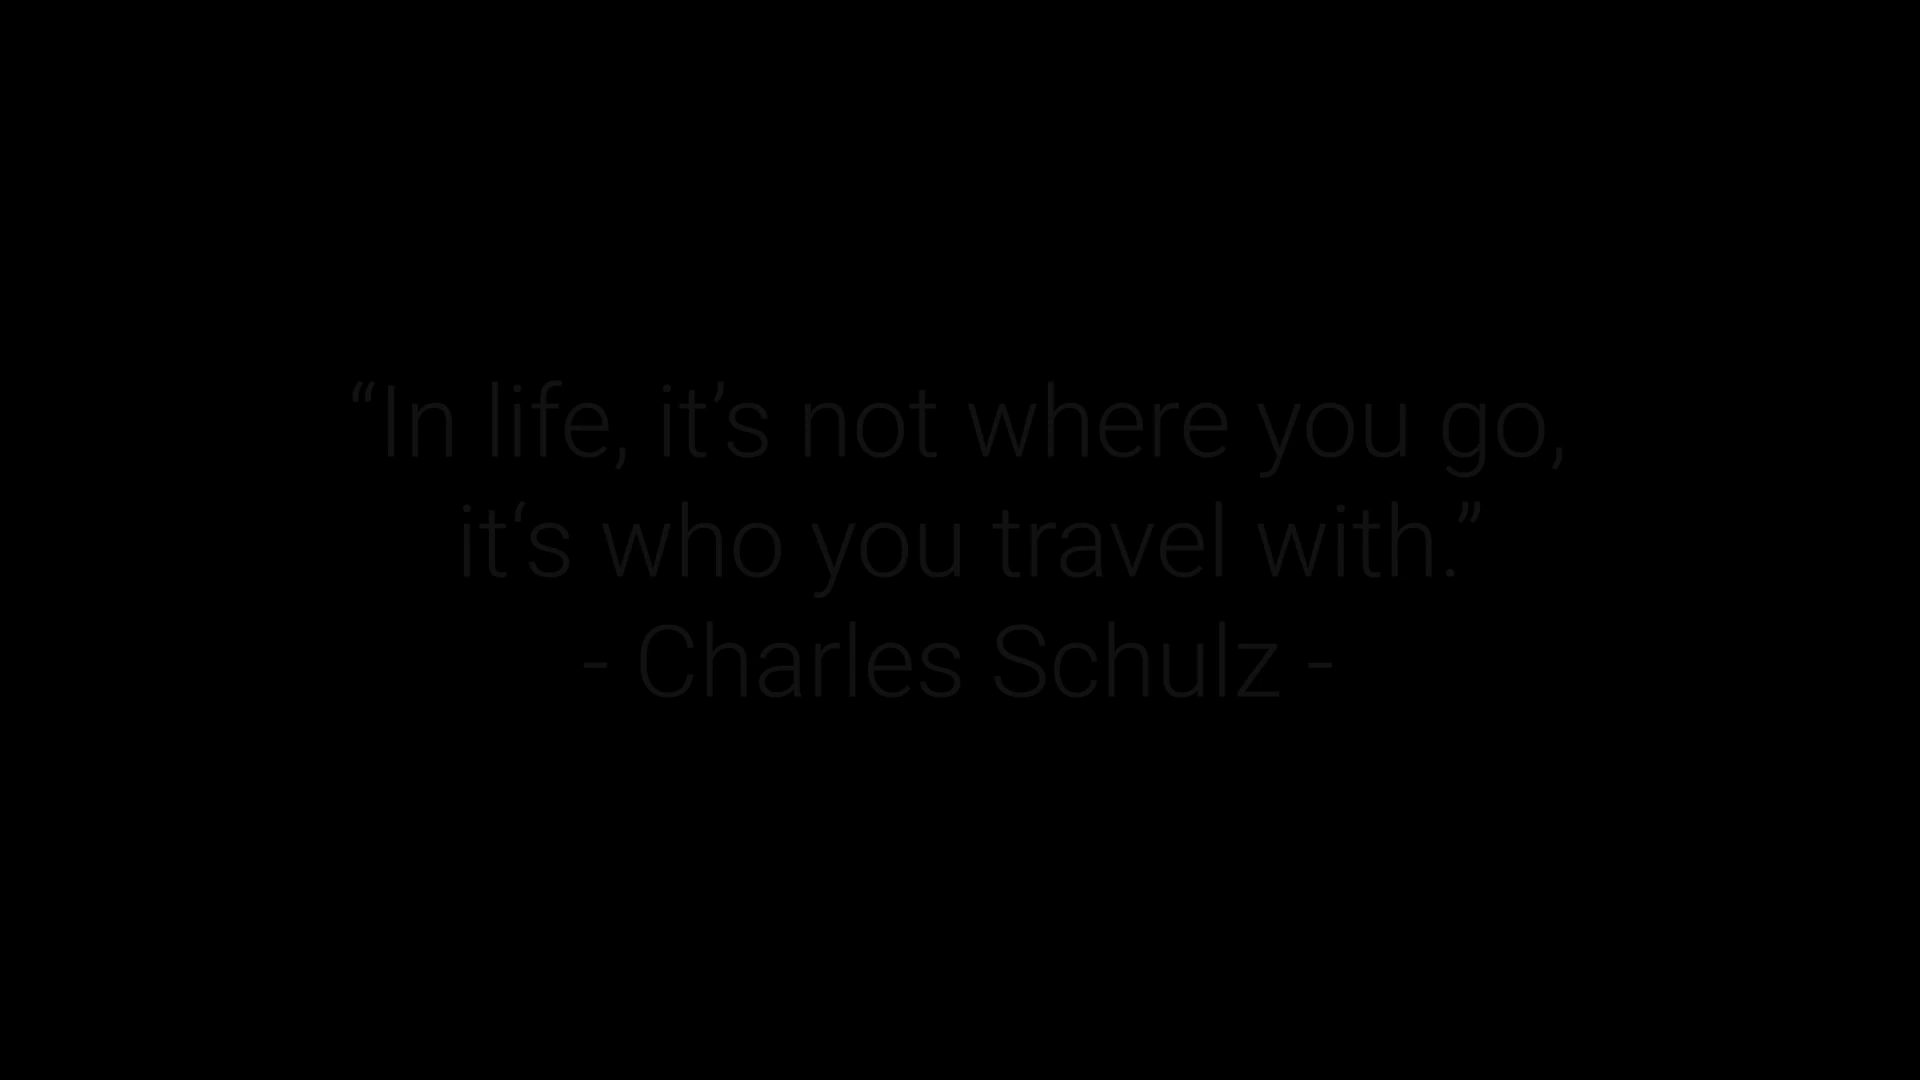 “In life, it’s not where you go,
it‘s who you travel with.”
- Charles Schulz -